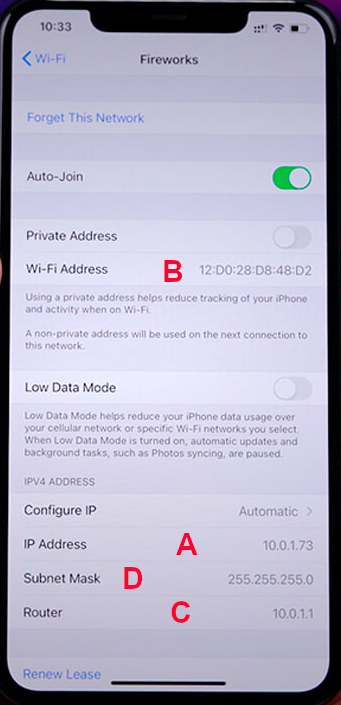 10:33
Wi-Fi
Fireworks
Forget This Network
Auto-Join
Private Address
Wi-Fi Address B 12:D0:28:D8:48:D2
Using a private address helps reduce tracking of your iPhone
and activity when on Wi-Fi.
A non-private address will be used on the next connection to
this network.
Low Data Mode
Low Data Mode helps reduce your iPhone data usage over
your cellular network or specific Wi-Fi networks you select.
When Low Data Mode is turned on, automatic updates and
background tasks, such as Photos syncing, are paused.
IPV4 ADDRESS
Configure IP Automatic
IP Address A 10.0.1.73
Subnet Mask D 255.255.255.0
Router C 10.0.1.1
Renew Lease